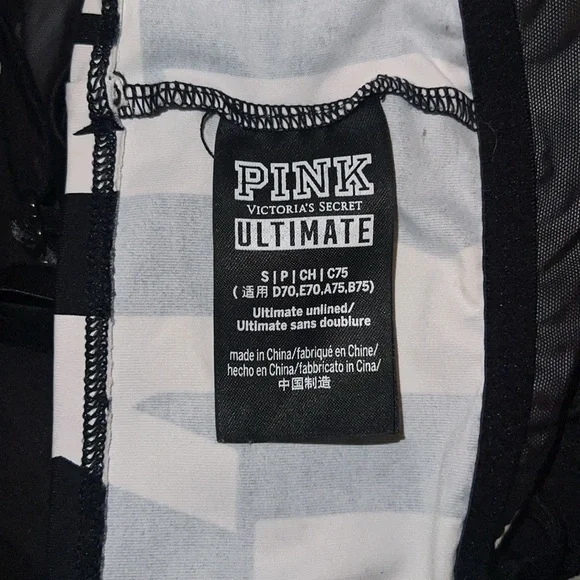 PINK
VICTORIA'S SECRET
ULTIMATE
S | P | CH | C75
(适用 D70,E70,A75,B75)
Ultimate unlined/
Ultimate sans doublure
made in China/fabriqué en Chine/
hecho en China/fabbricato in Cina/
中国制造